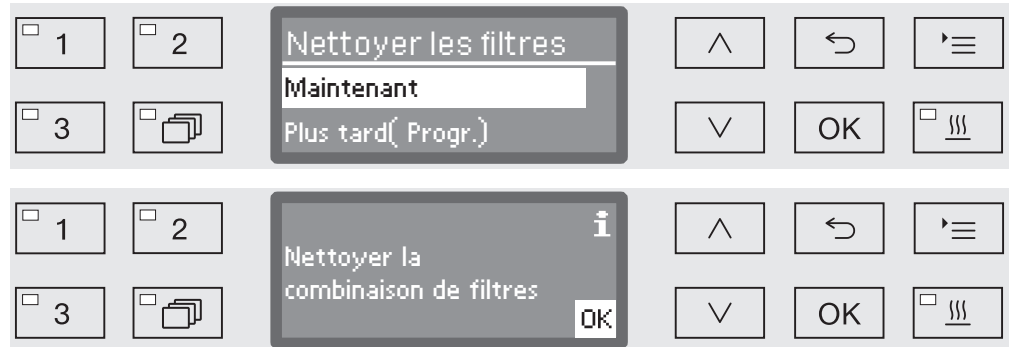 1 2
Nettoyer les filtres
Maintenant
3
Plus tard( Progr.)
OK
1 2
i
Nettoyer la
combinaison de filtres
3
OK
OK